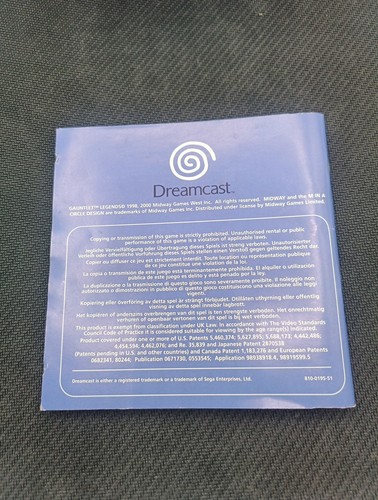 Dreamcast™
GAUNTLET™ LEGENDS© 1998, 2000 Midway Games West Inc. All rights reserved. MIDWAY and the M IN A
CIRCLE DESIGN are trademarks of Midway Games Inc. Distributed under license by Midway Games Limited.
Copying or transmission of this game is strictly prohibited. Unauthorised rental or public
performance of this game is a violation of applicable laws.
Jegliche Vervielfältigung oder Übertragung dieses Spiels ist streng verboten. Unautorisierter
Verleih oder öffentliche Vorführung dieses Spiels stellen einen Verstoß gegen geltendes Recht dar.
Copier ou diffuser ce jeu est strictement interdit. Toute location ou représentation publique
de ce jeu constitue une violation de la loi.
La copia o transmisión de este juego está terminantemente prohibida. El alquiler o utilización
pública de este juego es delito y está penado por la ley.
La duplicazione o la trasmissione di questo gioco sono severamente proibite. Il noleggio non
autorizzato o dimostrazioni in pubblico di questo gioco costituiscono una violazione alle leggi
vigenti.
Kopiering eller överföring av detta spel är strängt förbjudet. Otillåten uthyrning eller offentlig
visning av detta spel innebär lagbrott.
Het kopiëren of anderszins overbrengen van dit spel is ten strengste verboden. Het onrechtmatig
verhuren of openbaar vertonen van dit spel is bij wet verboden.
This product is exempt from classification under UK Law. In accordance with The Video Standards
Council Code of Practice it is considered suitable for viewing by the age range(s) indicated.
Product covered under one or more of U.S. Patents 5,460,374; 5,627,895; 5,688,173; 4,442,486;
4,454,594; 4,462,076; and Re. 35,839 and Japanese Patent 2870538
(Patents pending in U.S. and other countries) and Canada Patent 1,183,276 and European Patents
0682341, 80244; Publication 0671730, 0553545; Application 98938918.4, 98919599.5
Dreamcast is either a registered trademark or a trademark of Sega Enterprises, Ltd.
810-0195-51